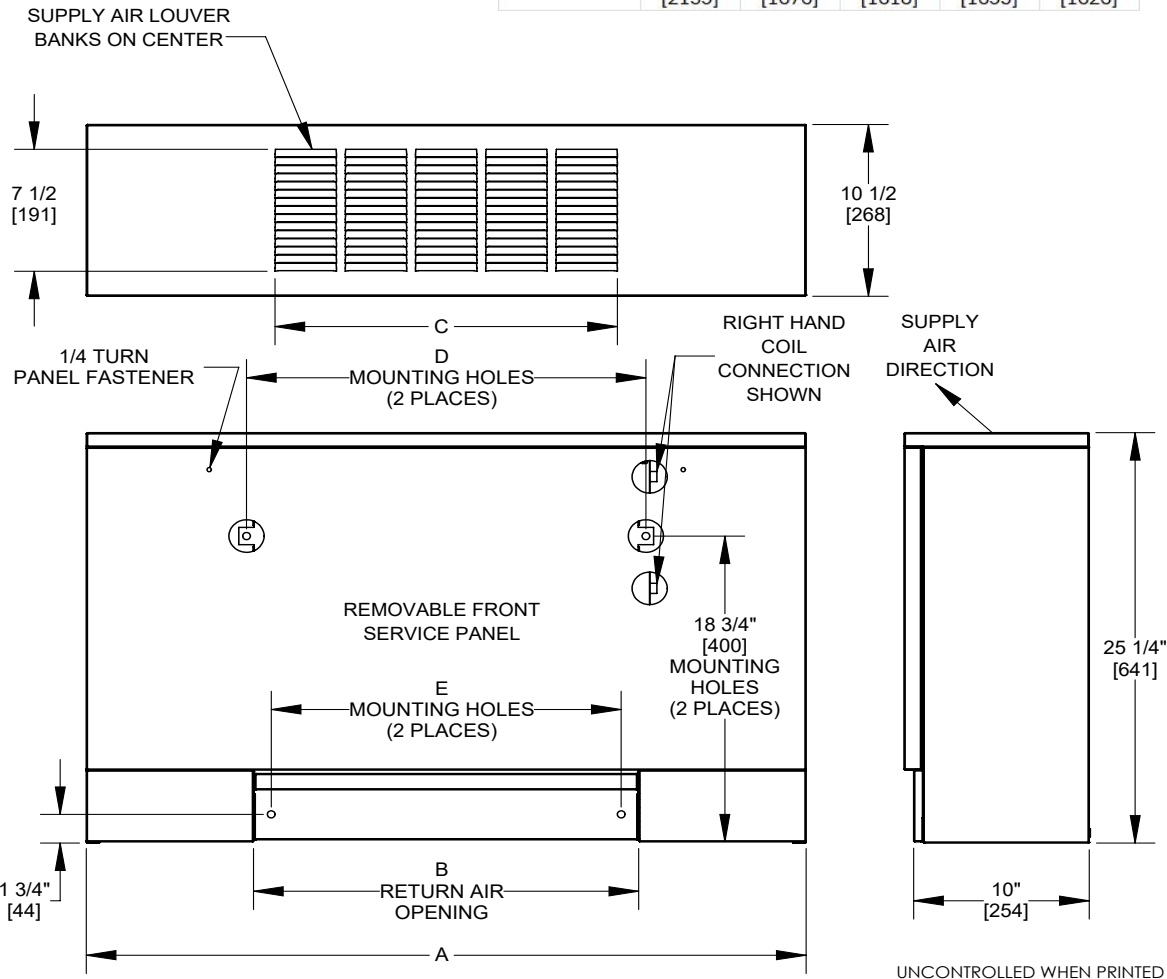 SUPPLY AIR LOUVER
BANKS ON CENTER
7 1/2
[191]
10 1/2
[268]
C
1/4 TURN
PANEL FASTENER
D
MOUNTING HOLES
(2 PLACES)
RIGHT HAND
COIL
CONNECTION
SHOWN
SUPPLY
AIR
DIRECTION
REMOVABLE FRONT
SERVICE PANEL
18 3/4"
[400]
MOUNTING
HOLES
(2 PLACES)
25 1/4"
[641]
E
MOUNTING HOLES
(2 PLACES)
1 3/4"
[44]
B
RETURN AIR
OPENING
10"
[254]
A
UNCONTROLLED WHEN PRINTED